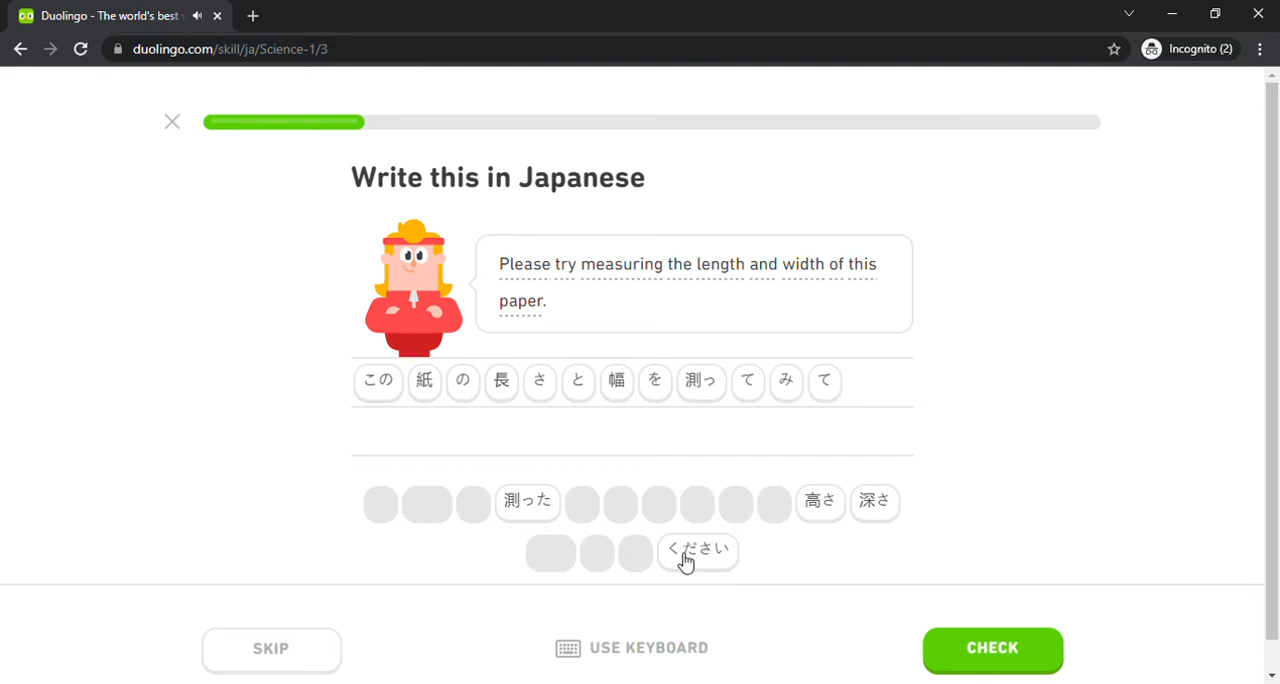 Duolingo - The world's best
duolingo.com/skill/ja/Science-1/3
Incognito (2)
Write this in Japanese
Please try measuring the length and width of this
paper.
この 紙 の 長 さ と 幅 を 測っ て み て
測った 高さ 深さ
ください
SKIP
USE KEYBOARD
CHECK